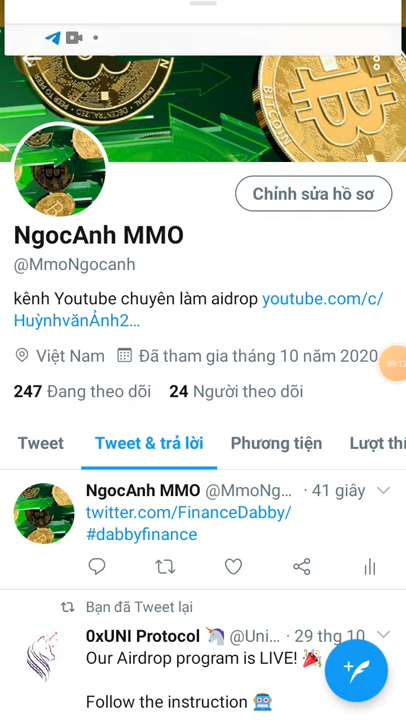 Chỉnh sửa hồ sơ
NgocAnh MMO
@MmoNgocanh
kênh Youtube chuyên làm aidrop youtube.com/c/
HuỳnhvănẢnh2...
Việt Nam Đã tham gia tháng 10 năm 2020
09:12
247 Đang theo dõi 24 Người theo dõi
Tweet Tweet & trả lời Phương tiện Lượt thí
NgocAnh MMO @MmoNg... · 41 giây
twitter.com/FinanceDabby/
#dabbyfinance
Bạn đã Tweet lại
0xUNI Protocol 🦄 @Uni... · 29 thg 10
Our Airdrop program is LIVE! 🎉
Follow the instruction 🤖